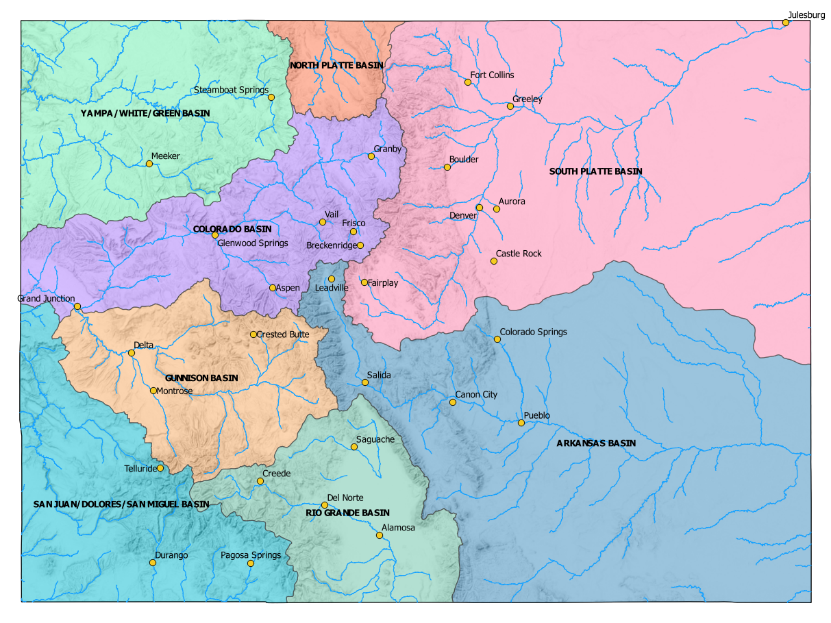 Julesburg
NORTH PLATTE BASIN
Fort Collins
Steamboat Springs
Greeley
YAMPA/WHITE/GREEN BASIN
Granby
Meeker
Boulder
SOUTH PLATTE BASIN
Aurora
Vail
Denver
Frisco
COLORADO BASIN
Glenwood Springs
Breckenridge
Castle Rock
Aspen
Leadville
Fairplay
Grand Junction
Crested Butte
Colorado Springs
Delta
Salida
GUNNISON BASIN
Montrose
Canon City
Pueblo
Saguache
ARKANSAS BASIN
Telluride
Creede
Del Norte
SAN JUAN/DOLORES/SAN MIGUEL BASIN
RIO GRANDE BASIN
Alamosa
Durango
Pagosa Springs